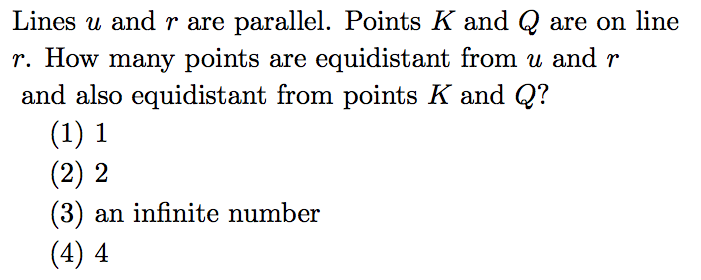 Lines u and r are parallel. Points K and Q are on line
r. How many points are equidistant from u and r
and also equidistant from points K and Q?
(1) 1
(2) 2
(3) an infinite number
(4) 4